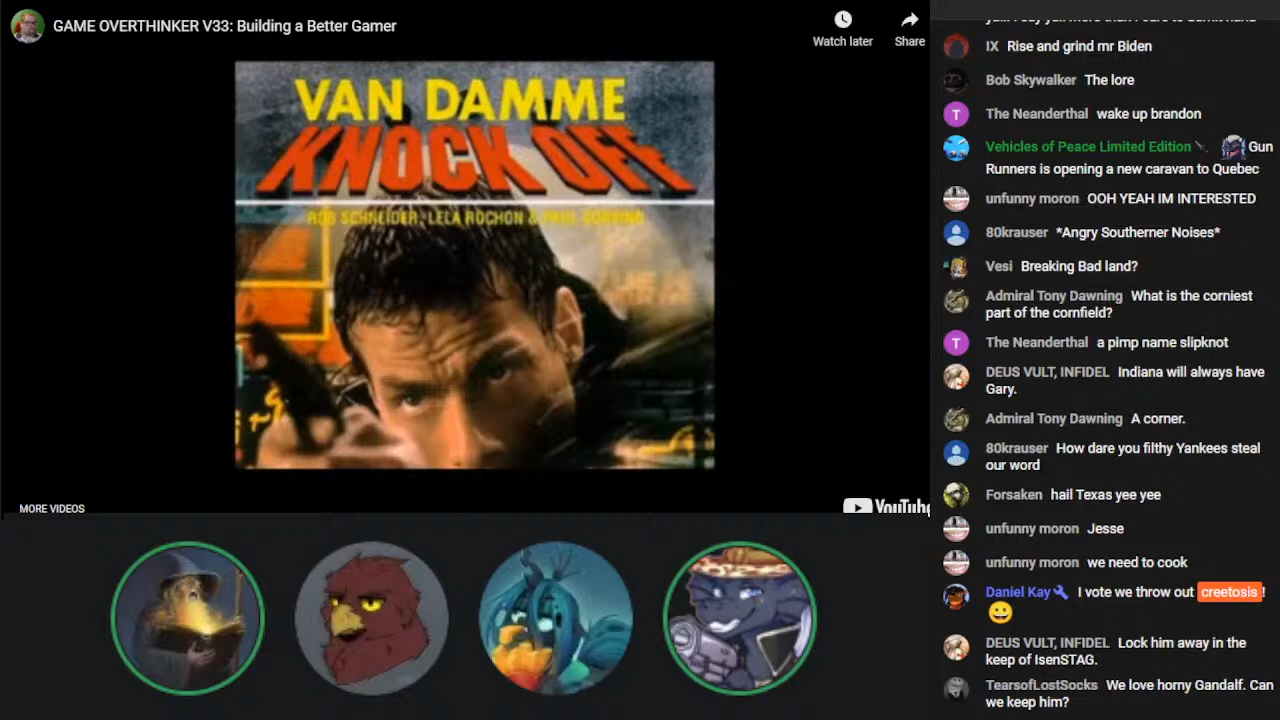 GAME OVERTHINKER V33: Building a Better Gamer
Watch later
Share
VAN DAMME
KNOCK OFF
ROB SCHNEIDER, LELA ROCHON & PAUL SORVINO
MORE VIDEOS
YouTube
IX Rise and grind mr Biden
Bob Skywalker The lore
T The Neanderthal wake up brandon
Vehicles of Peace Limited Edition Gun
Runners is opening a new caravan to Quebec
unfunny moron OOH YEAH IM INTERESTED
80krauser *Angry Southerner Noises*
Vesi Breaking Bad land?
Admiral Tony Dawning What is the corniest
part of the cornfield?
T The Neanderthal a pimp name slipknot
DEUS VULT, INFIDEL Indiana will always have
Gary.
Admiral Tony Dawning A corner.
80krauser How dare you filthy Yankees steal
our word
Forsaken hail Texas yee yee
unfunny moron Jesse
unfunny moron we need to cook
Daniel Kay I vote we throw out creetosis !
DEUS VULT, INFIDEL Lock him away in the
keep of IsenSTAG.
TearsofLostSocks We love horny Gandalf. Can
we keep him?